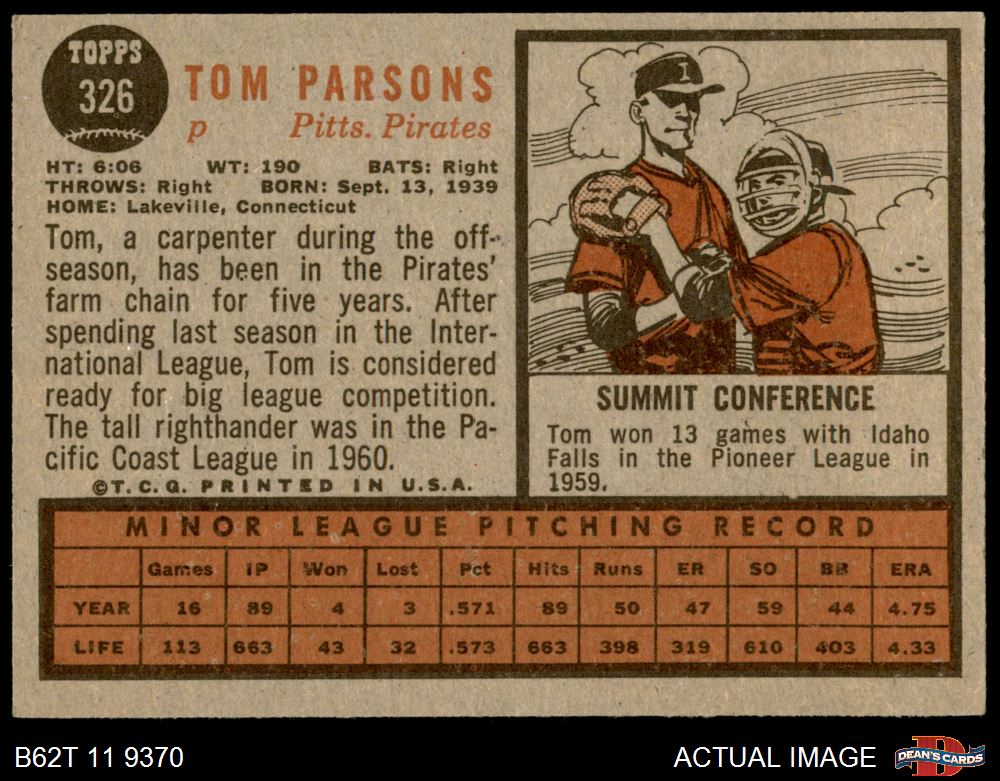 TOPPS
326
TOM PARSONS
p Pitts. Pirates
HT: 6:06 WT: 190 BATS: Right
THROWS: Right BORN: Sept. 13, 1939
HOME: Lakeville, Connecticut
Tom, a carpenter during the off-
season, has been in the Pirates'
farm chain for five years. After
spending last season in the Inter-
national League, Tom is considered
ready for big league competition.
The tall righthander was in the Pa-
cific Coast League in 1960.
©T.C.G. PRINTED IN U.S.A.
I
SUMMIT CONFERENCE
Tom won 13 games with Idaho
Falls in the Pioneer League in
1959.
MINOR LEAGUE PITCHING RECORD
Games IP Won Lost Pct Hits Runs ER SO BB ERA
YEAR 16 89 4 3 .571 89 50 47 59 44 4.75
LIFE 113 663 43 32 .573 663 398 319 610 403 4.33
B62T 11 9370 ACTUAL IMAGE
D
DEAN'S CARDS